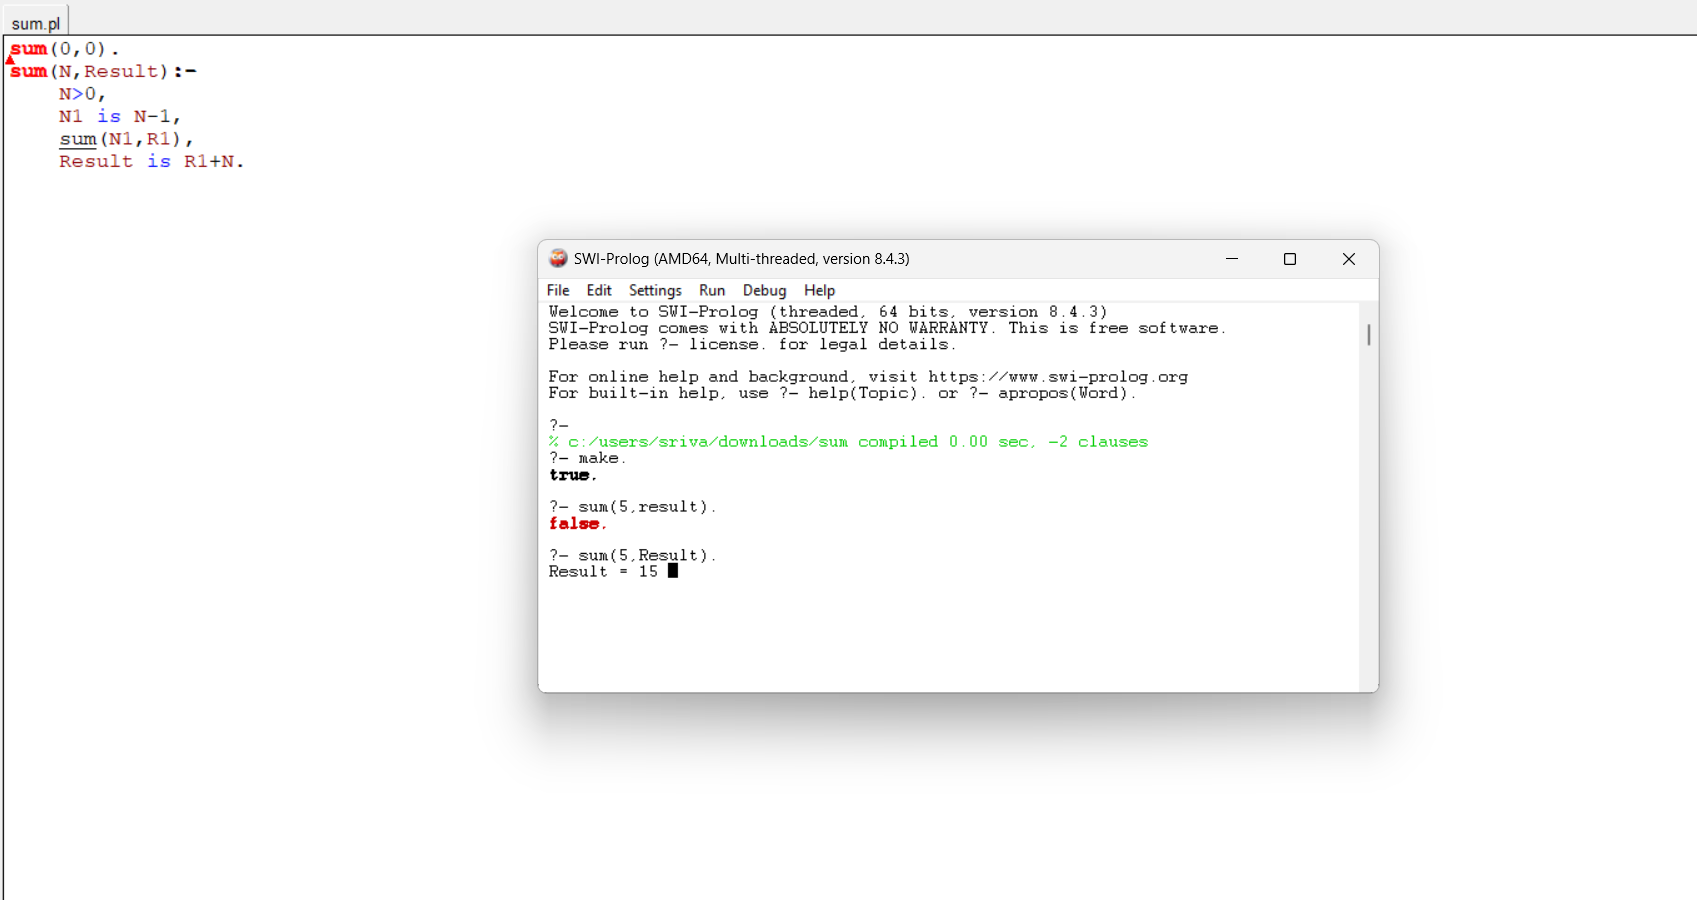 sum.pl
sum(0,0).
sum(N,Result):-
    N>0,
    N1 is N-1,
    sum(N1,R1),
    Result is R1+N.
SWI-Prolog (AMD64, Multi-threaded, version 8.4.3)
File Edit Settings Run Debug Help
Welcome to SWI-Prolog (threaded, 64 bits, version 8.4.3)
SWI-Prolog comes with ABSOLUTELY NO WARRANTY. This is free software.
Please run ?- license. for legal details.
For online help and background, visit https://www.swi-prolog.org
For built-in help, use ?- help(Topic). or ?- apropos(Word).
?-
% c:/users/sriva/downloads/sum compiled 0.00 sec, -2 clauses
?- make.
true.
?- sum(5,result).
false.
?- sum(5,Result).
Result = 15